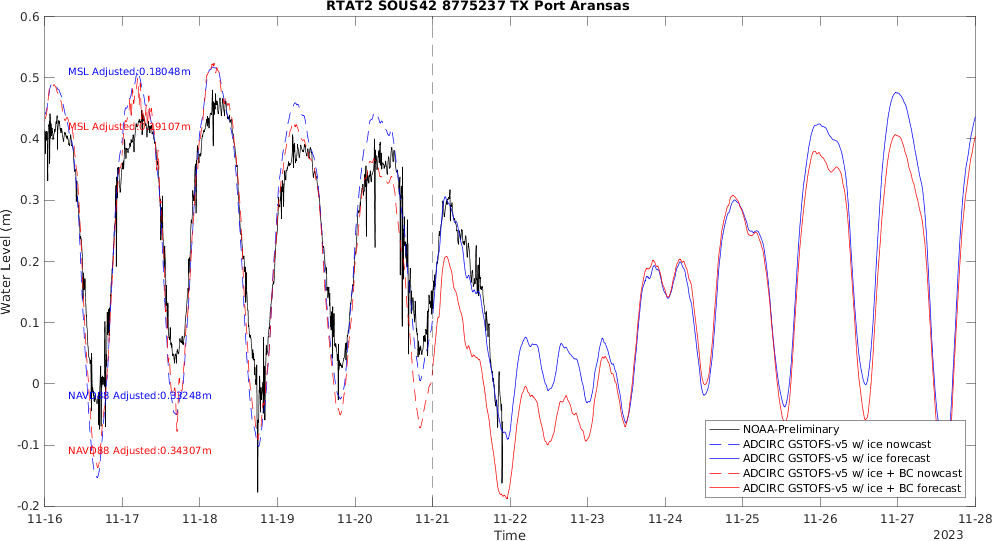 RTAT2 SOUS42 8775237 TX Port Aransas
Water Level (m)
0.6
0.5
0.4
0.3
0.2
0.1
0
-0.1
-0.2
MSL Adjusted:0.18048m
MSL Adjusted:0.19107m
NAVD88 Adjusted:0.33248m
NAVD88 Adjusted:0.34307m
NOAA-Preliminary
ADCIRC GSTOFS-v5 w/ ice nowcast
ADCIRC GSTOFS-v5 w/ ice forecast
ADCIRC GSTOFS-v5 w/ ice + BC nowcast
ADCIRC GSTOFS-v5 w/ ice + BC forecast
11-16 11-17 11-18 11-19 11-20 11-21 11-22 11-23 11-24 11-25 11-26 11-27 11-28
Time
2023